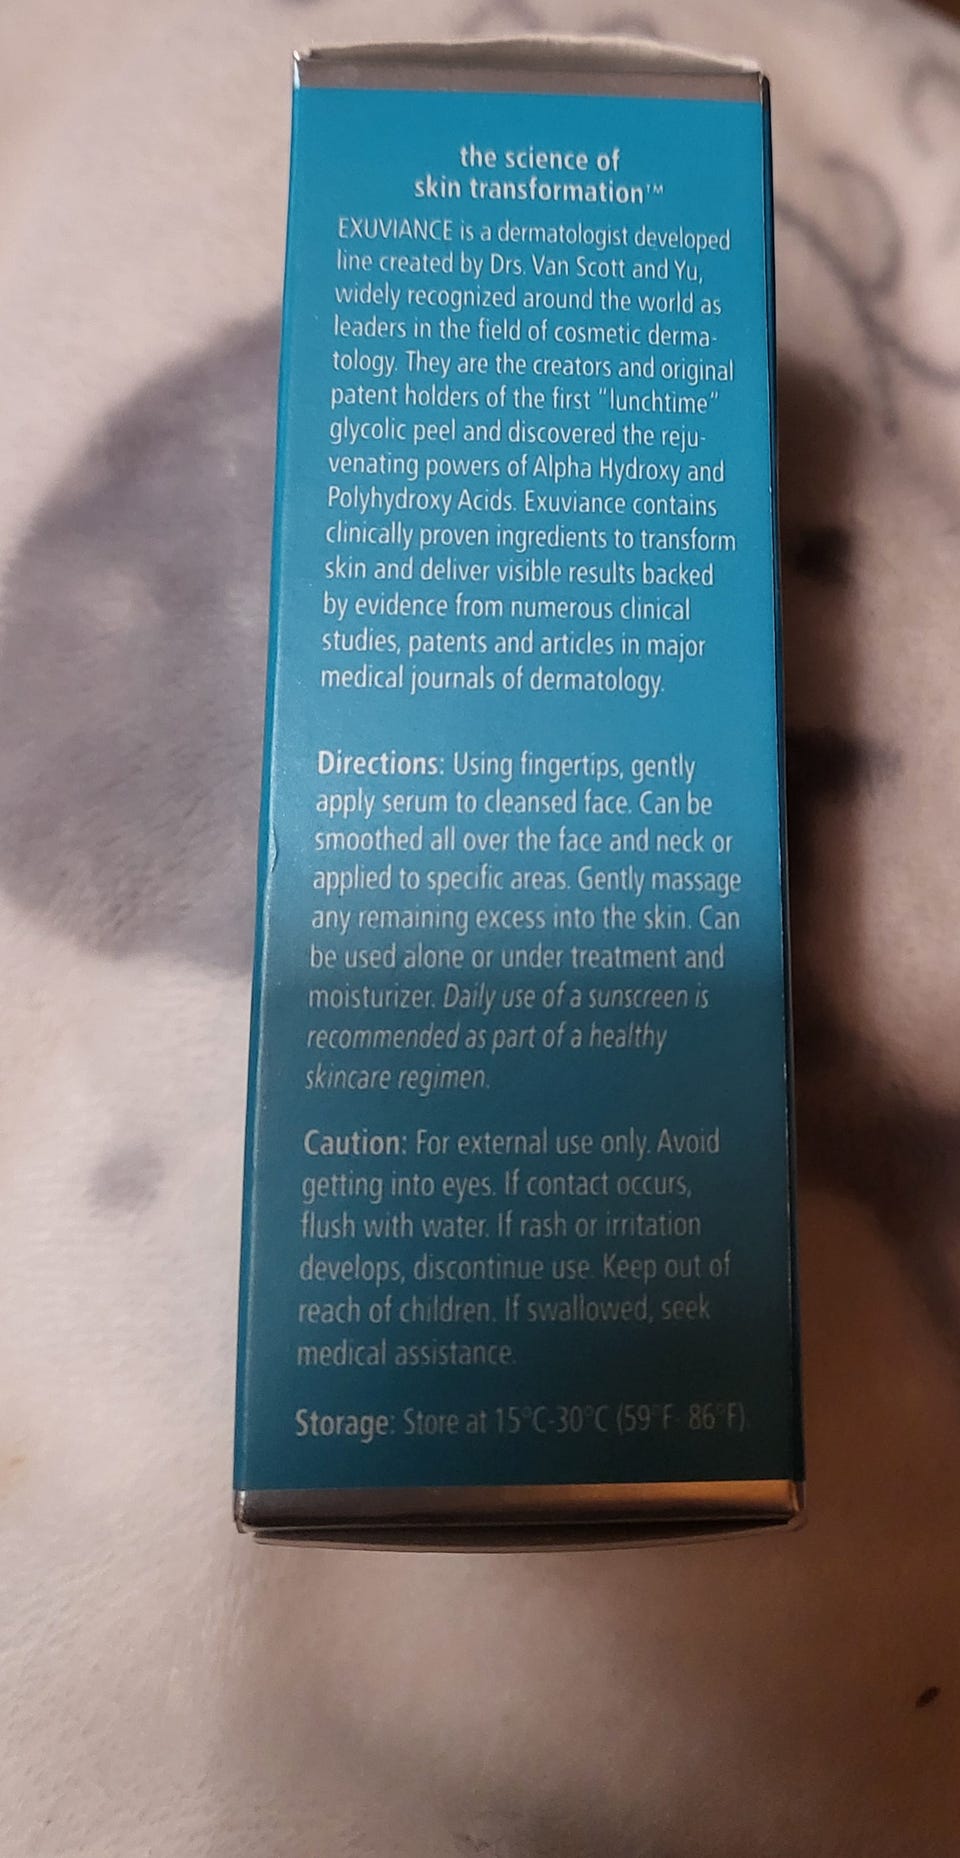 the science of
skin transformation™
EXUVIANCE is a dermatologist developed
line created by Drs. Van Scott and Yu,
widely recognized around the world as
leaders in the field of cosmetic derma-
tology. They are the creators and original
patent holders of the first "lunchtime"
glycolic peel and discovered the reju-
venating powers of Alpha Hydroxy and
Polyhydroxy Acids. Exuviance contains
clinically proven ingredients to transform
skin and deliver visible results backed
by evidence from numerous clinical
studies, patents and articles in major
medical journals of dermatology.
Directions: Using fingertips, gently
apply serum to cleansed face. Can be
smoothed all over the face and neck or
applied to specific areas. Gently massage
any remaining excess into the skin. Can
be used alone or under treatment and
moisturizer. Daily use of a sunscreen is
recommended as part of a healthy
skincare regimen.
Caution: For external use only. Avoid
getting into eyes. If contact occurs,
flush with water. If rash or irritation
develops, discontinue use. Keep out of
reach of children. If swallowed, seek
medical assistance.
Storage: Store at 15°C-30°C (59°F- 86°F).